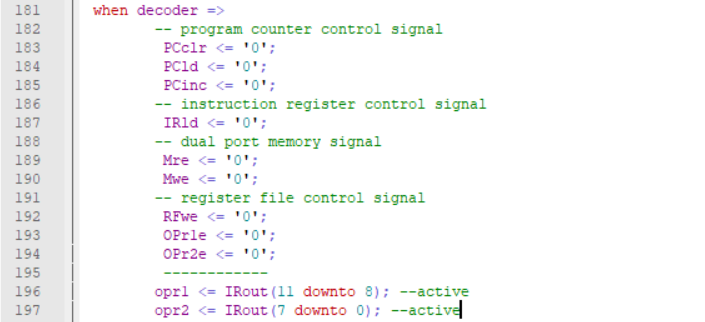 181 when decoder =>
182 -- program counter control signal
183 PCclr <= '0';
184 PCld <= '0';
185 PCinc <= '0';
186 -- instruction register control signal
187 IRld <= '0';
188 -- dual port memory signal
189 Mre <= '0';
190 Mwe <= '0';
191 -- register file control signal
192 RFwe <= '0';
193 OPr1e <= '0';
194 OPr2e <= '0';
195 ------------
196 opr1 <= IRout(11 downto 8); --active
197 opr2 <= IRout(7 downto 0); --active